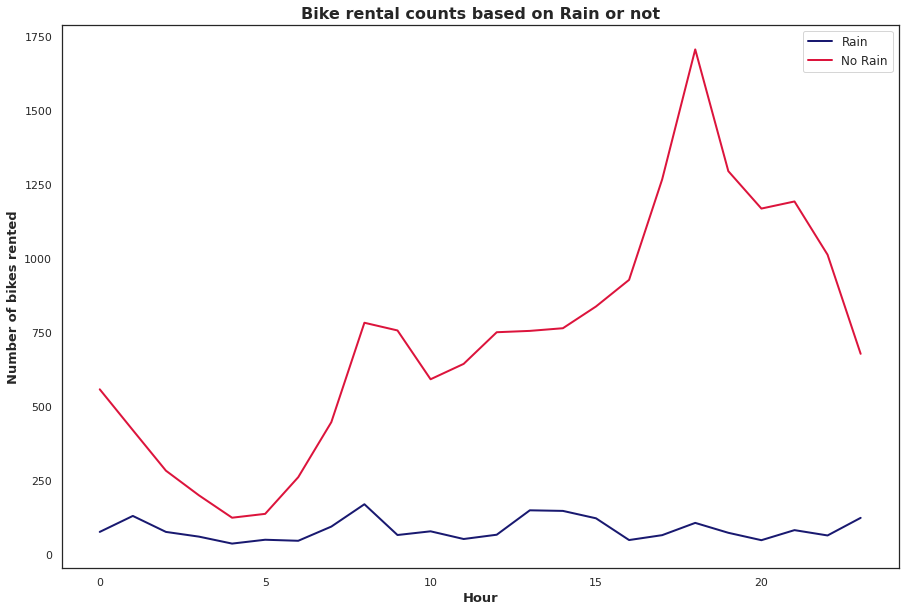 Bike rental counts based on Rain or not
Rain
No Rain
1750
1500
1250
1000
750
500
250
0
Number of bikes rented
0 5 10 15 20
Hour